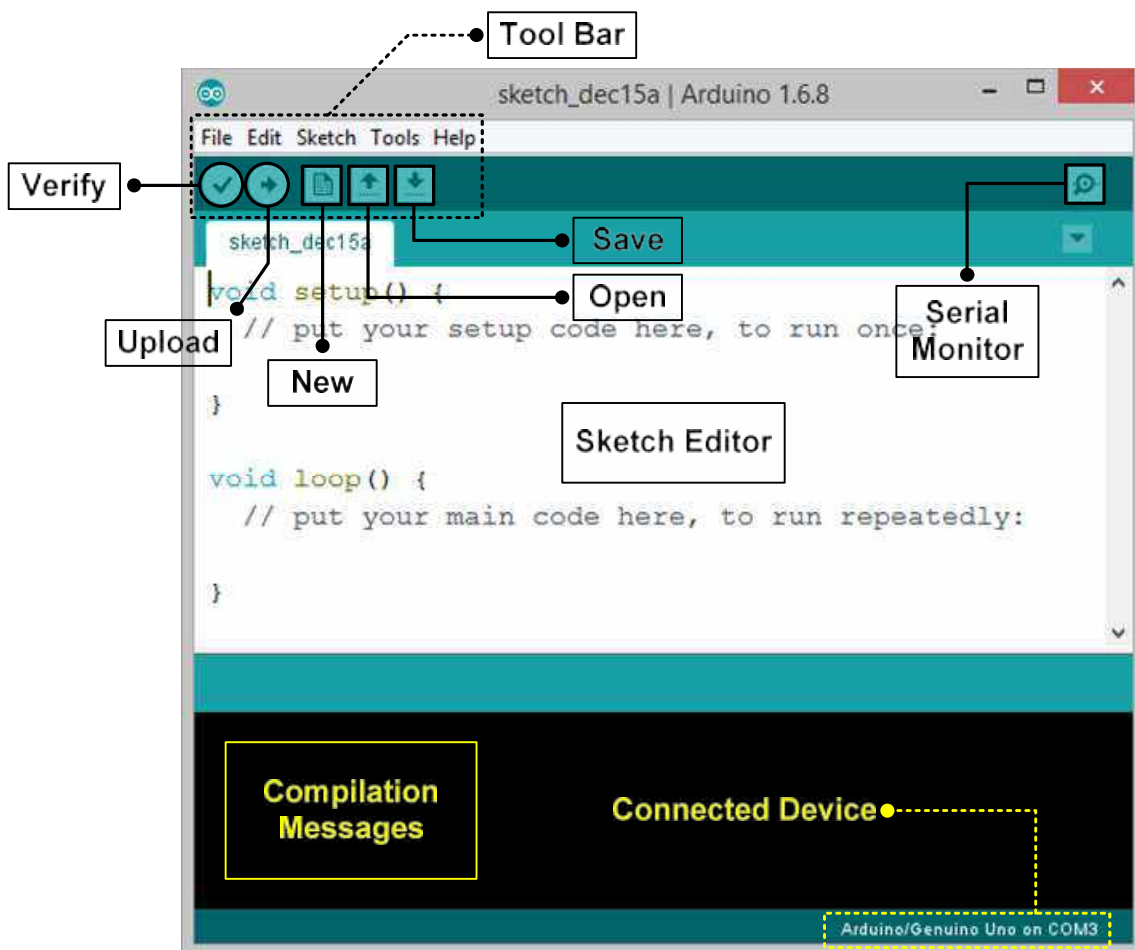 Tool Bar
sketch_dec15a | Arduino 1.6.8
File Edit Sketch Tools Help
Verify
sketch_dec15a
Save
void setup() {
Open
// put your setup code here, to run once:
Upload
Serial
Monitor
New
}
Sketch Editor
void loop() {
// put your main code here, to run repeatedly:
}
Compilation
Messages
Connected Device
Arduino/Genuino Uno on COM3